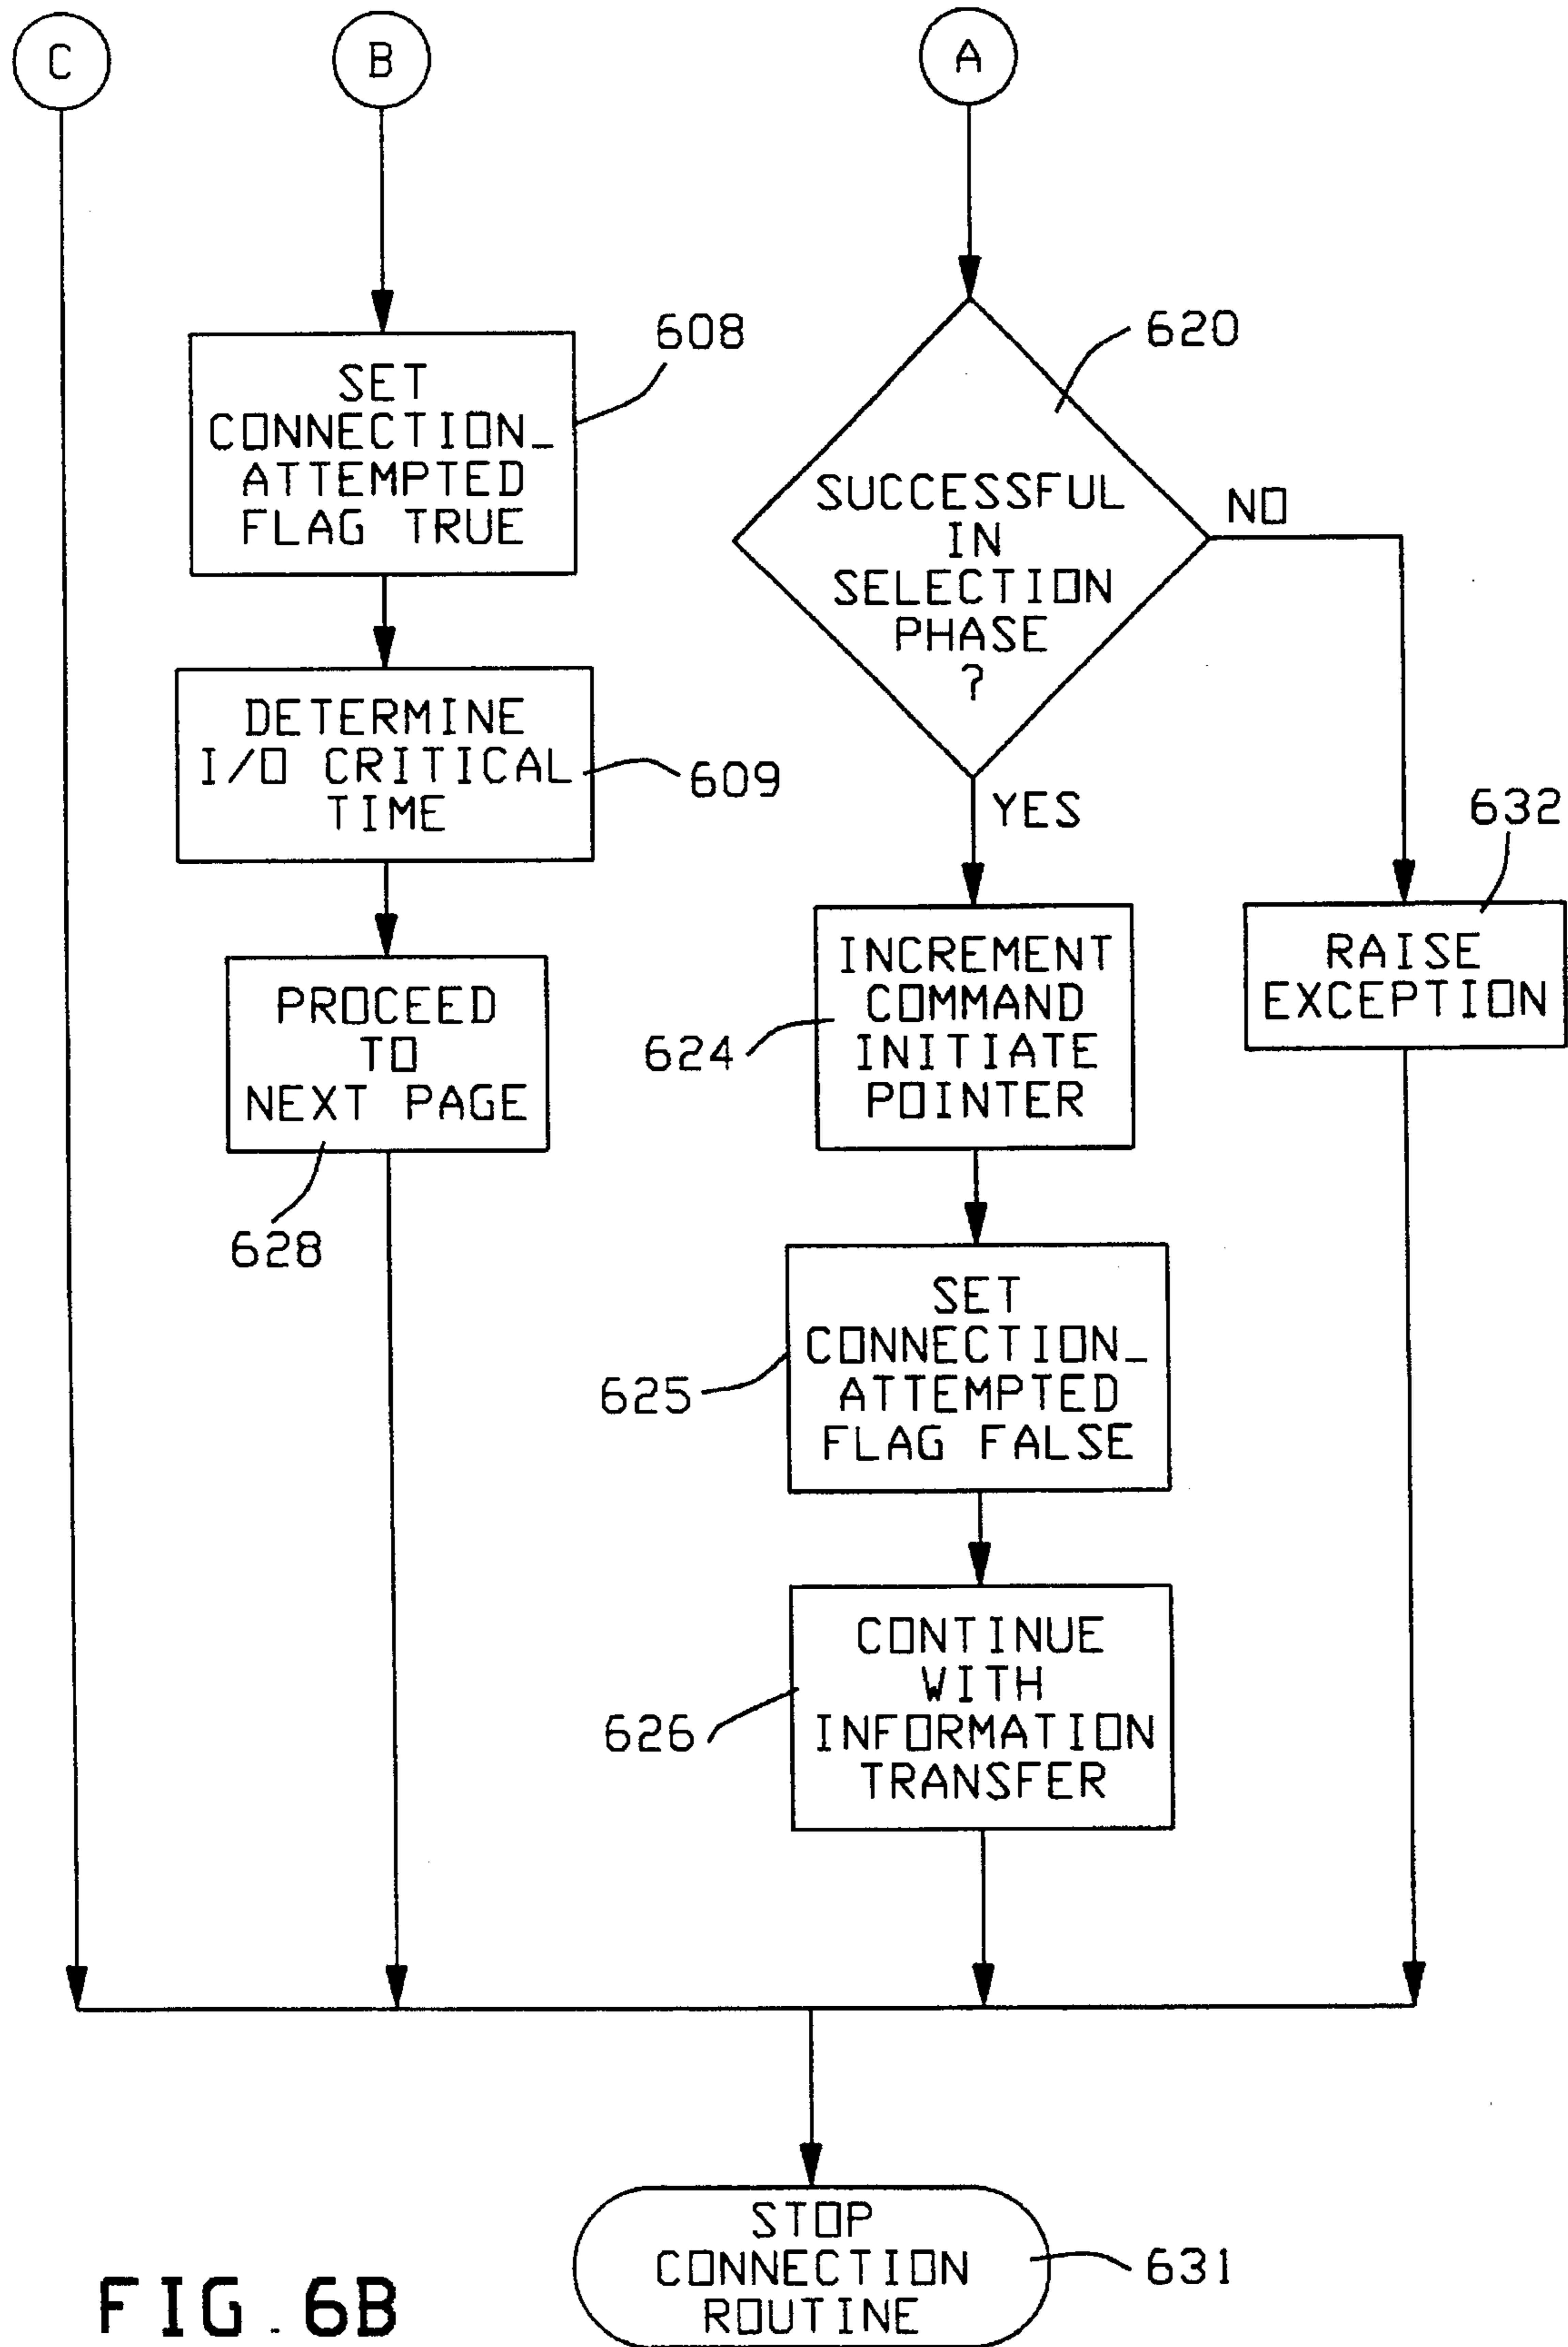 C
B
A
608
SET
CONNECTION_
ATTEMPTED
FLAG TRUE
DETERMINE
I/O CRITICAL
TIME
609
PROCEED
TO
NEXT PAGE
628
620
SUCCESSFUL
IN
SELECTION
PHASE
?
NO
YES
632
RAISE
EXCEPTION
INCREMENT
COMMAND
INITIATE
POINTER
624
SET
CONNECTION_
ATTEMPTED
FLAG FALSE
625
CONTINUE
WITH
INFORMATION
TRANSFER
626
STOP
CONNECTION
ROUTINE
631
FIG. 6B